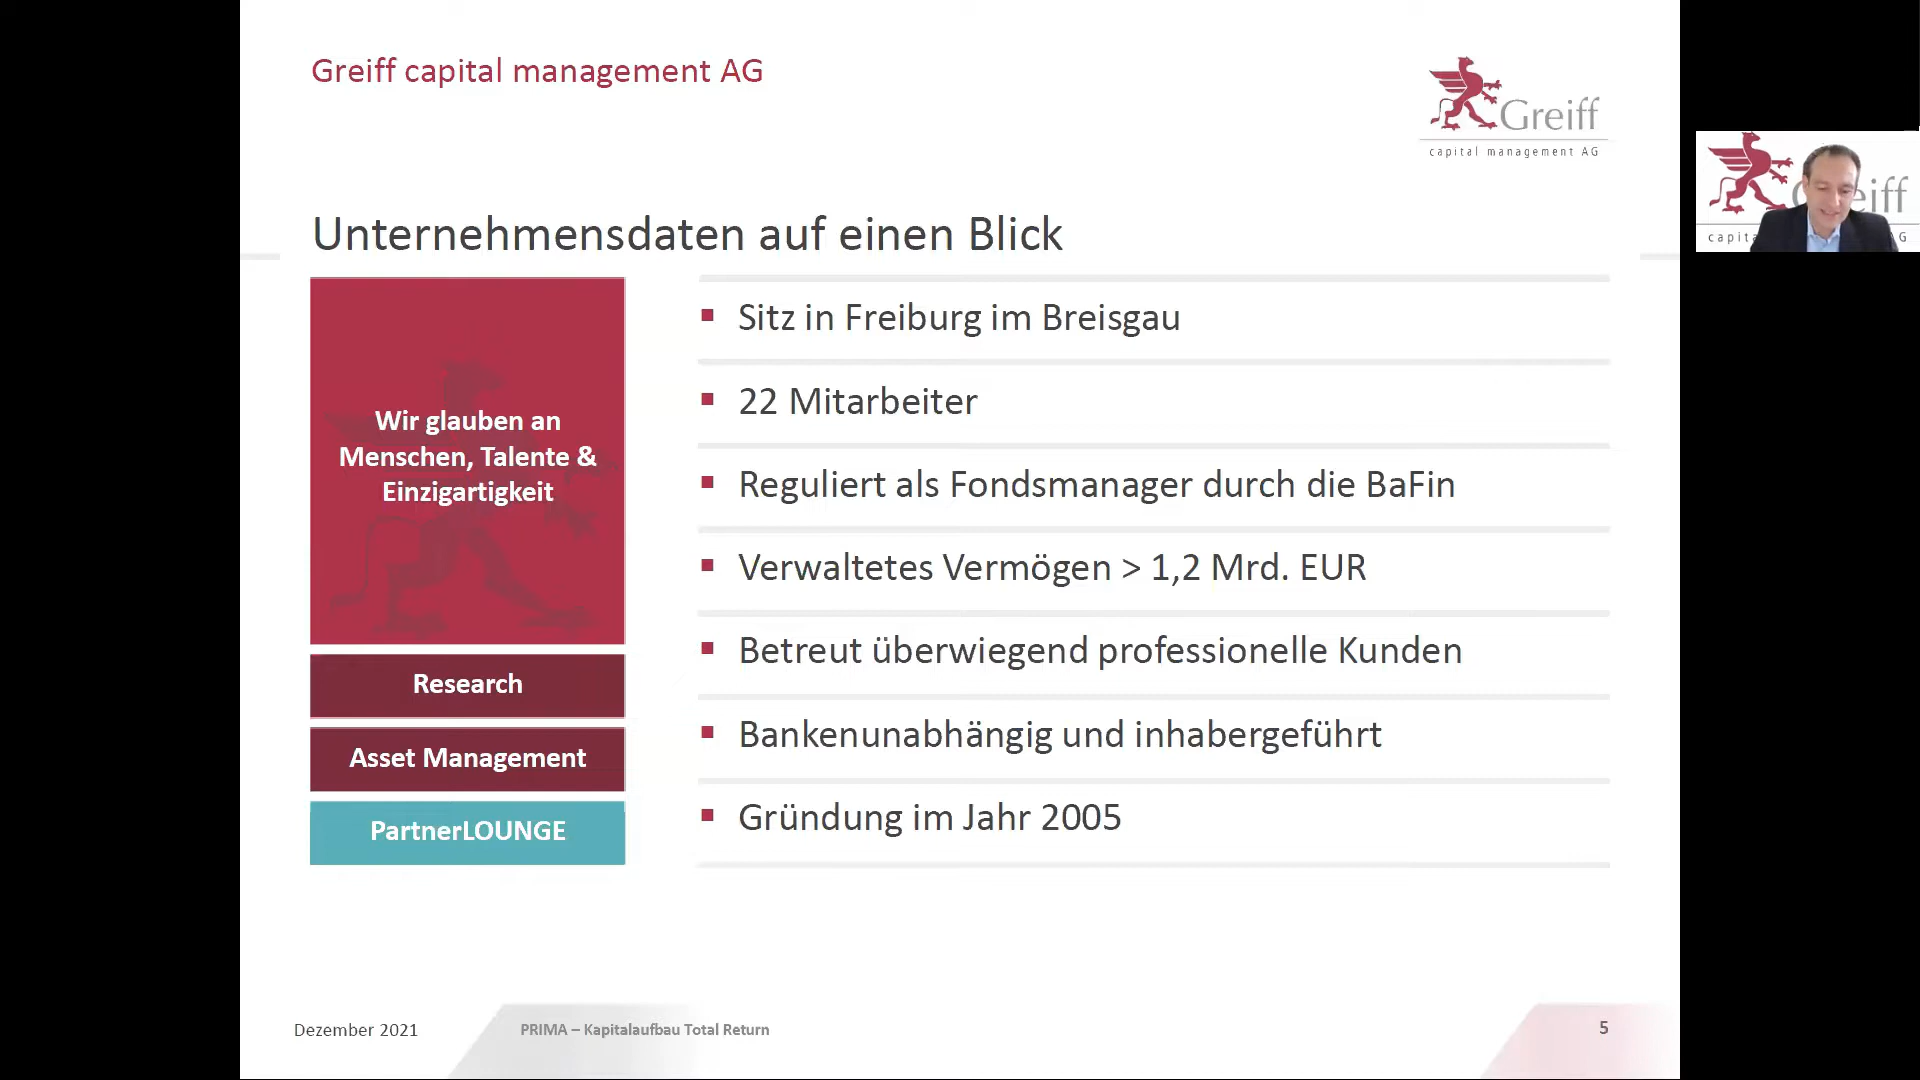 Greiff capital management AG
Greiff
capital management AG
Unternehmensdaten auf einen Blick
Wir glauben an
Menschen, Talente &
Einzigartigkeit
Research
Asset Management
PartnerLOUNGE
Sitz in Freiburg im Breisgau
22 Mitarbeiter
Reguliert als Fondsmanager durch die BaFin
Verwaltetes Vermögen > 1,2 Mrd. EUR
Betreut überwiegend professionelle Kunden
Bankenunabhängig und inhabergeführt
Gründung im Jahr 2005
Dezember 2021
PRIMA – Kapitalaufbau Total Return
5